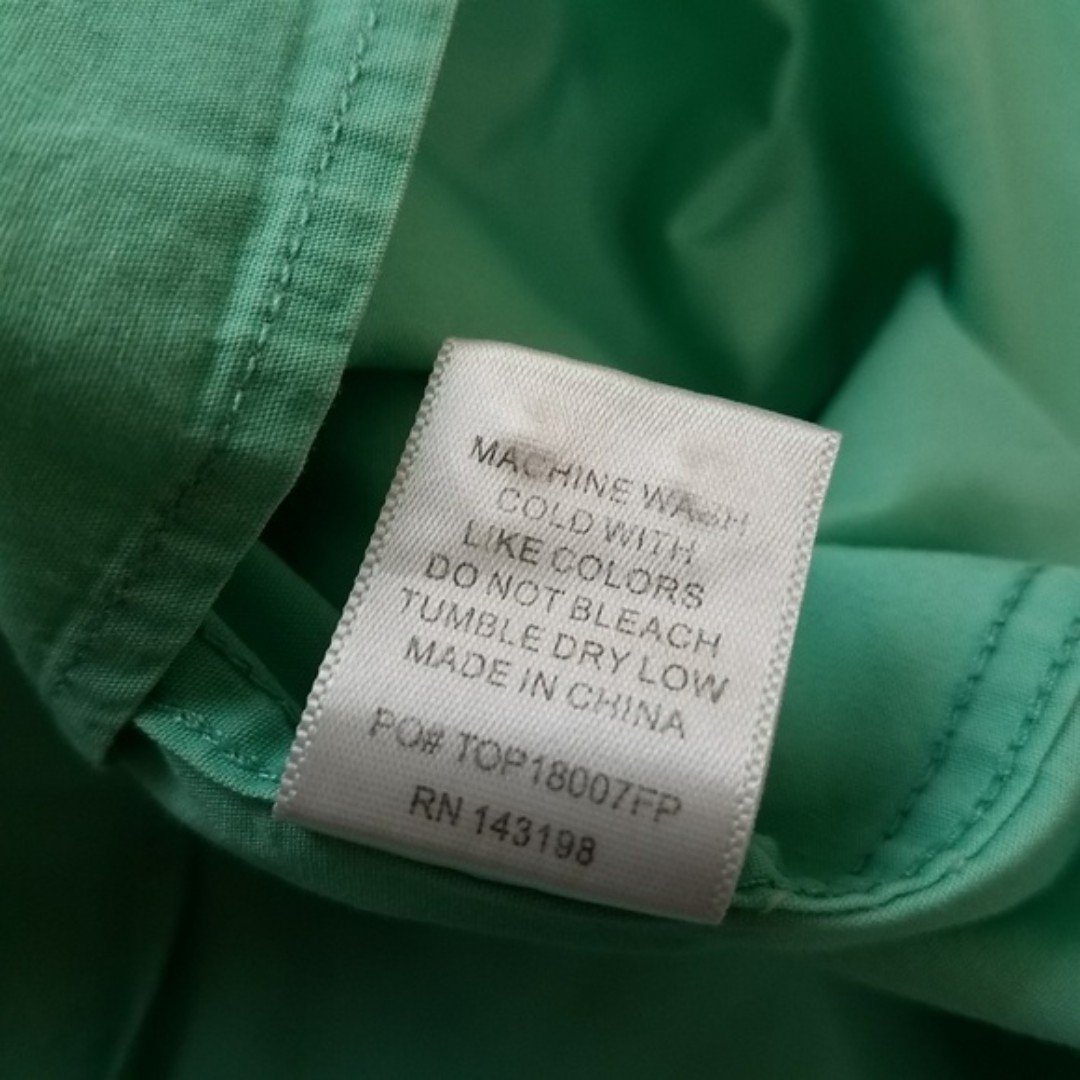 MACHINE WASH
COLD WITH
LIKE COLORS
DO NOT BLEACH
TUMBLE DRY LOW
MADE IN CHINA
PO# TOP18007FP
RN 143198